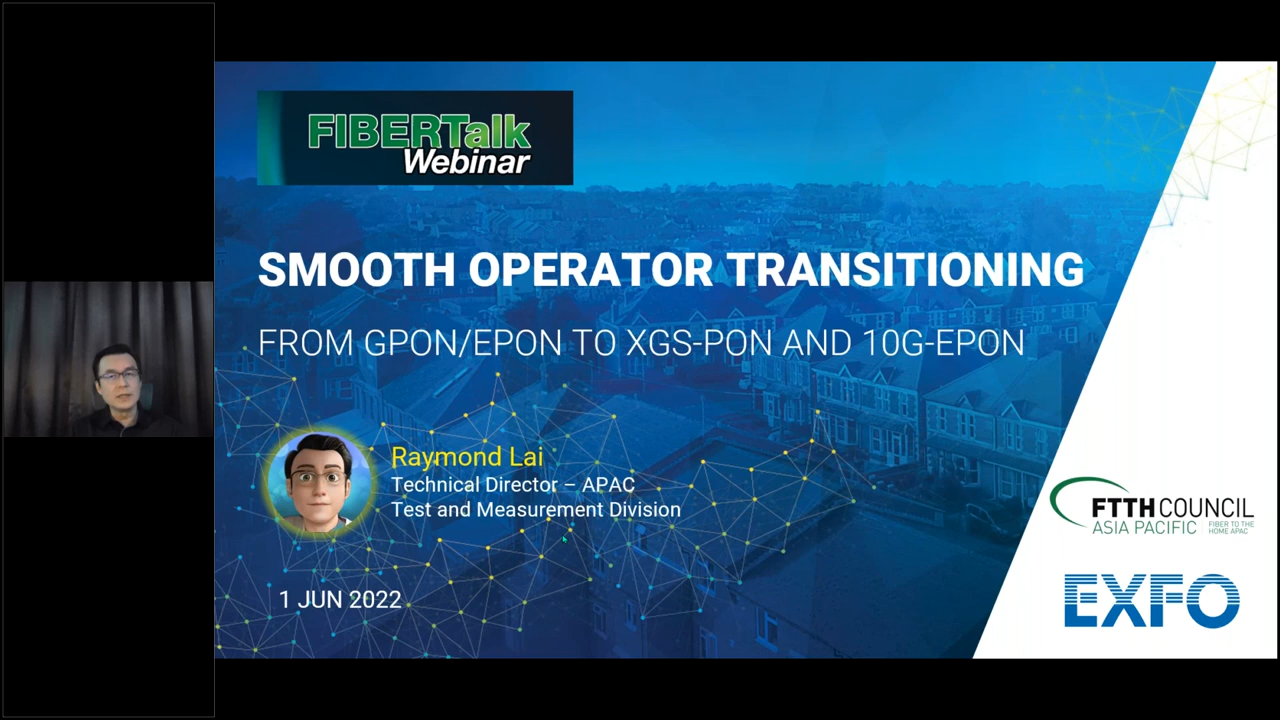 FIBERTalk
Webinar
SMOOTH OPERATOR TRANSITIONING
FROM GPON/EPON TO XGS-PON AND 10G-EPON
Raymond Lai
Technical Director – APAC
Test and Measurement Division
1 JUN 2022
FTTH COUNCIL
ASIA PACIFIC FIBER TO THE
HOME APAC
EXFO